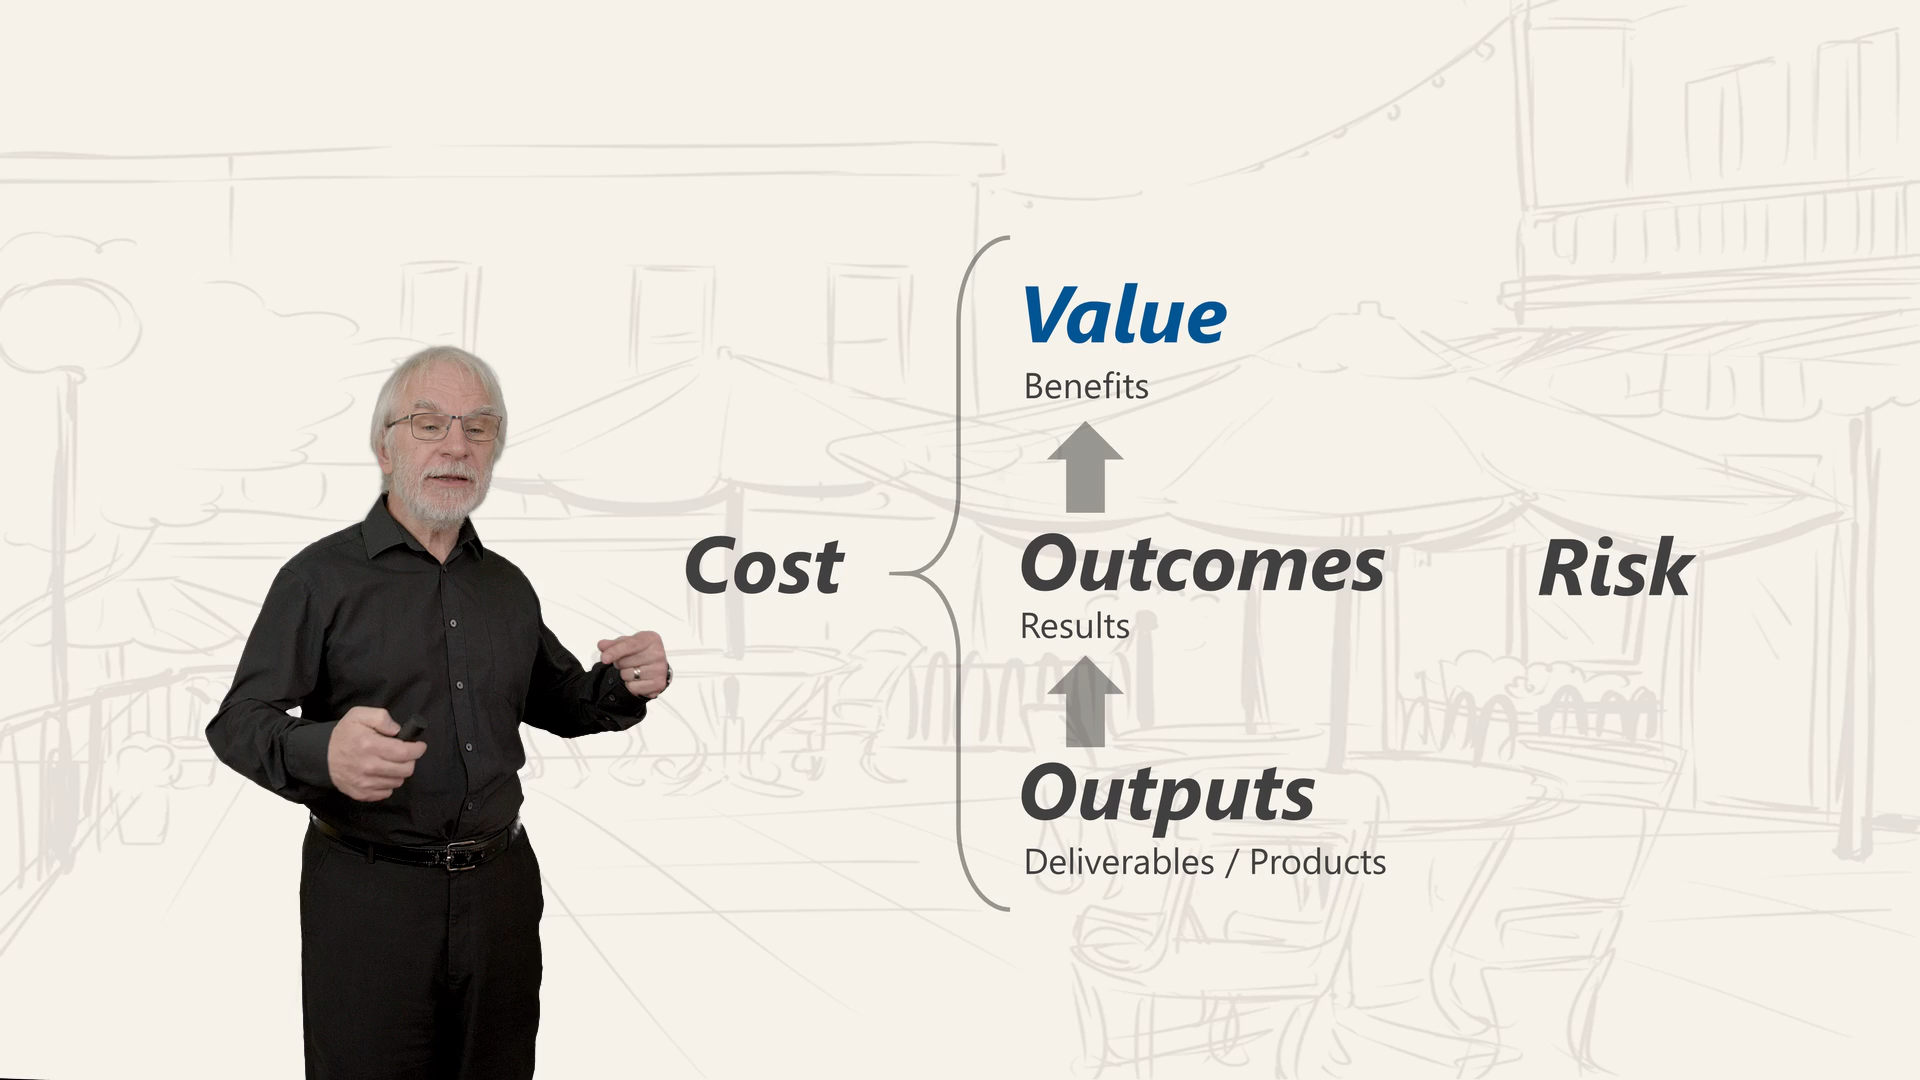 Value
Benefits
Cost
Outcomes
Risk
Results
Outputs
Deliverables / Products